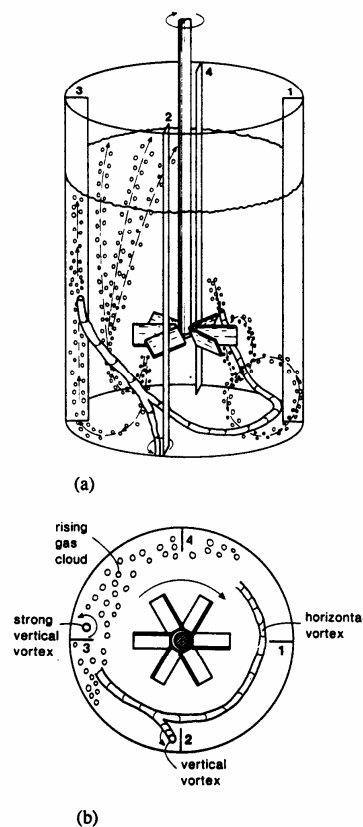 4
3
1
2
(a)
rising
gas
cloud
4
strong
vertical
vortex
3
horizonta
vortex
1
2
vertical
vortex
(b)